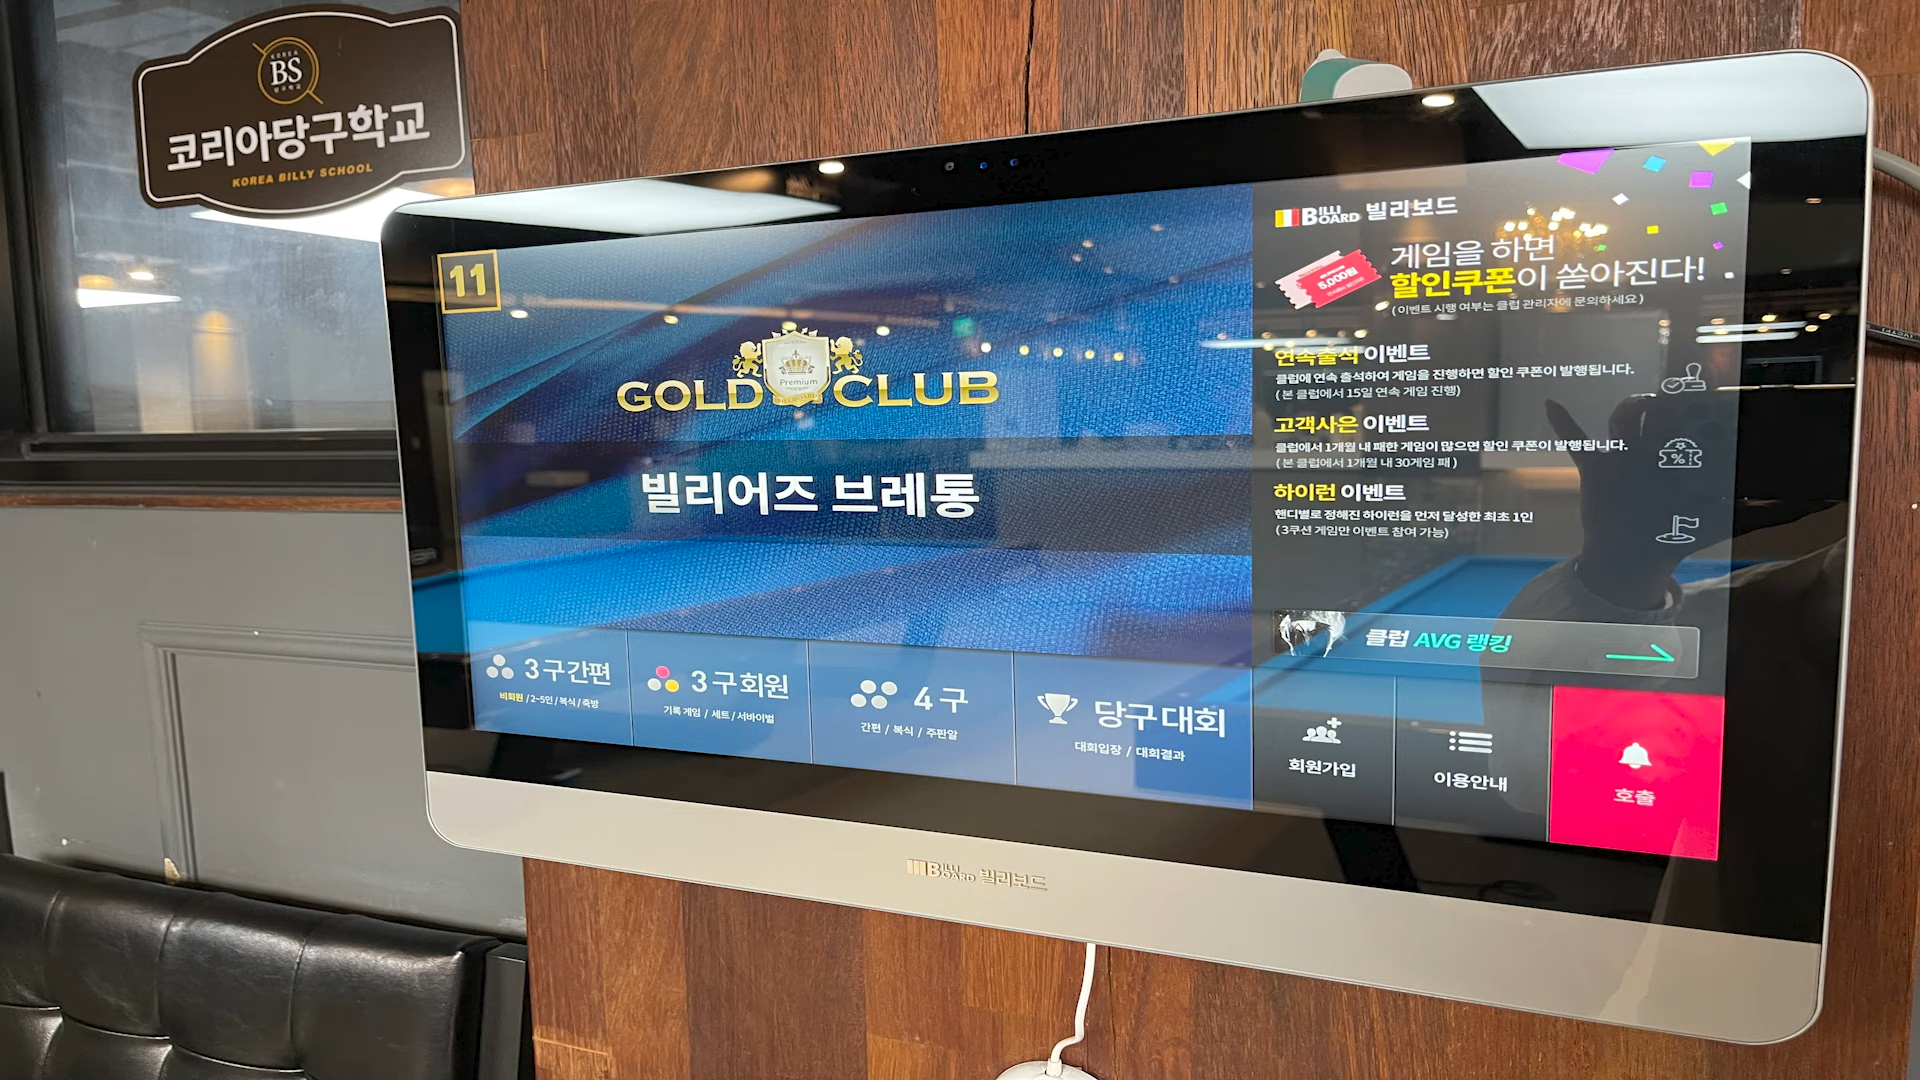 KOREA
BS
당구학교
코리아당구학교
KOREA BILLY SCHOOL
11
Premium
GOLD CLUB
빌리어즈 브레통
BILLI BOARD 빌리보드
게임을 하면
5,000원
할인쿠폰이 쏟아진다!
( 이벤트 시행 여부는 클럽 관리자에 문의하세요 )
연속출석 이벤트
클럽에 연속 출석하여 게임을 진행하면 할인 쿠폰이 발행됩니다.
( 본 클럽에서 15일 연속 게임 진행)
고객사은 이벤트
클럽에서 1개월 내 패한 게임이 많으면 할인 쿠폰이 발행됩니다.
( 본 클럽에서 1개월 내 30게임 패 )
하이런 이벤트
핸디별로 정해진 하이런을 먼저 달성한 최초 1인
(3쿠션 게임만 이벤트 참여 가능)
클럽 AVG 랭킹
3구간편
비회원 / 2~5인 / 복식 / 죽방
3구회원
기록 게임 / 세트 / 서바이벌
4구
간편 / 복식 / 주판알
당구대회
대회입장 / 대회결과
회원가입
이용안내
호출
BILLI BOARD 빌리보드